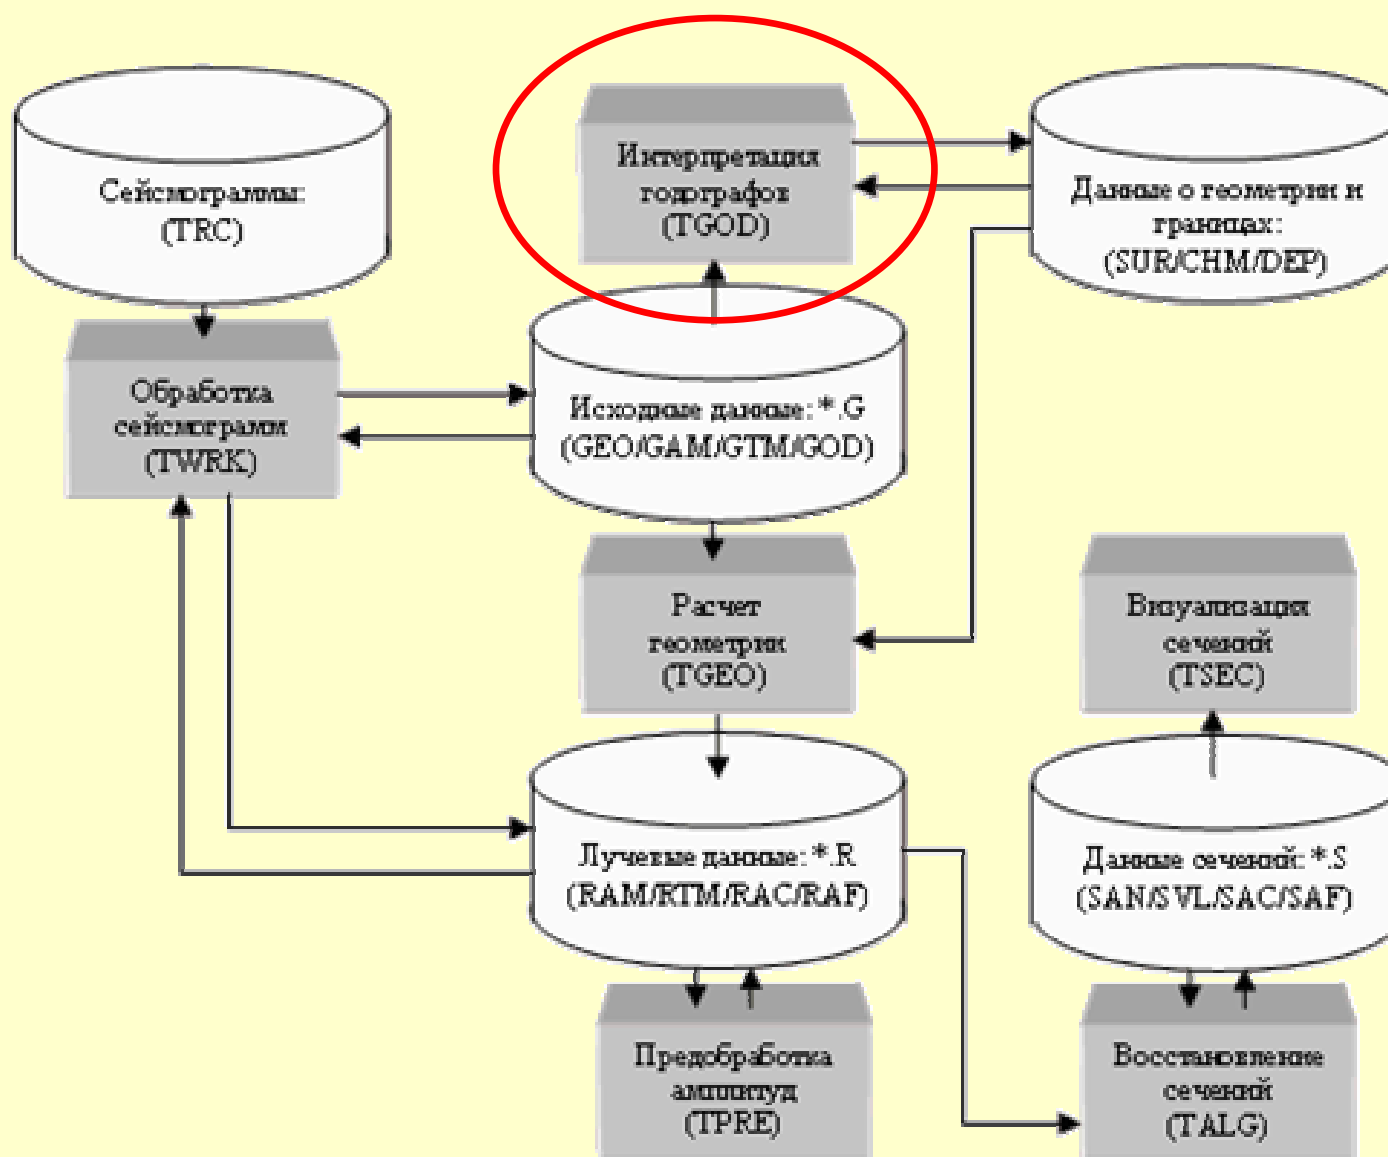 Сейсмограммы:
(TRC)
Интерпретация
годографов
(TGOD)
Данные о геометрии и
границах:
(SUR/CHM/DEP)
Обработка
сейсмограмм
(TWRK)
Исходные данные: *.G
(GEO/GAM/GTM/GOD)
Расчет
геометрии
(TGEO)
Визуализация
сечений
(TSEC)
Лучевые данные: *.R
(RAM/RTM/RAC/RAF)
Данные сечений: *.S
(SAN/SVL/SAC/SAF)
Предобработка
амплитуд
(TPRE)
Восстановление
сечений
(TALG)